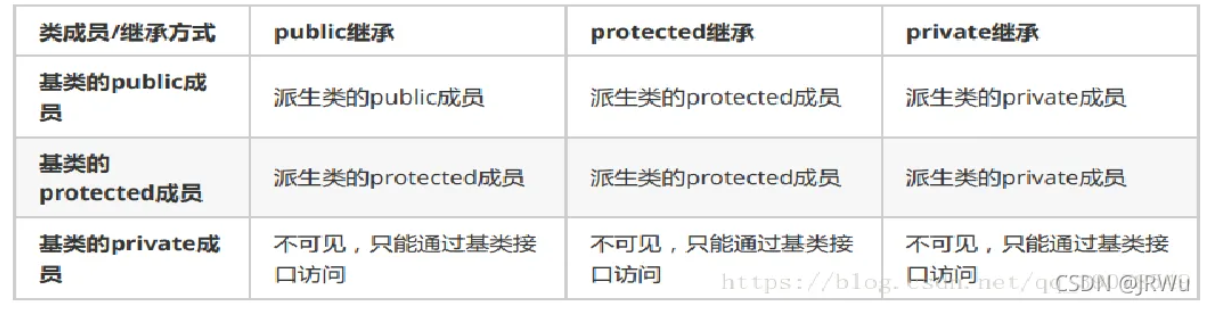 类成员/继承方式 public继承 protected继承 private继承
基类的public成
员
派生类的public成员 派生类的protected成员 派生类的private成员
基类的
protected成员
派生类的protected成员 派生类的protected成员 派生类的private成员
基类的private成
员
不可见，只能通过基类接
口访问
不可见，只能通过基类接
口访问
不可见，只能通过基类接
口访问
https://blog.csdn.net/qq
CSDN @JRWu